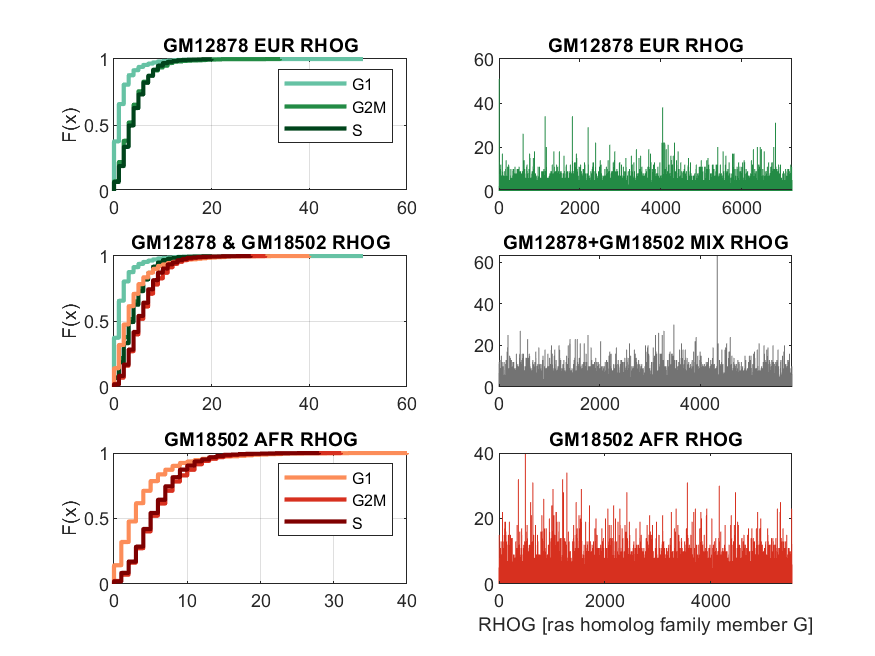 GM12878 EUR RHOG
1
0.5
0
F(x)
0 20 40 60
G1
G2M
S
GM12878 EUR RHOG
60
40
20
0
0 2000 4000 6000
GM12878 & GM18502 RHOG
1
0.5
0
F(x)
0 20 40 60
GM12878+GM18502 MIX RHOG
60
40
20
0
0 2000 4000
GM18502 AFR RHOG
1
0.5
0
F(x)
0 10 20 30 40
G1
G2M
S
GM18502 AFR RHOG
40
20
0
0 2000 4000
RHOG [ras homolog family member G]